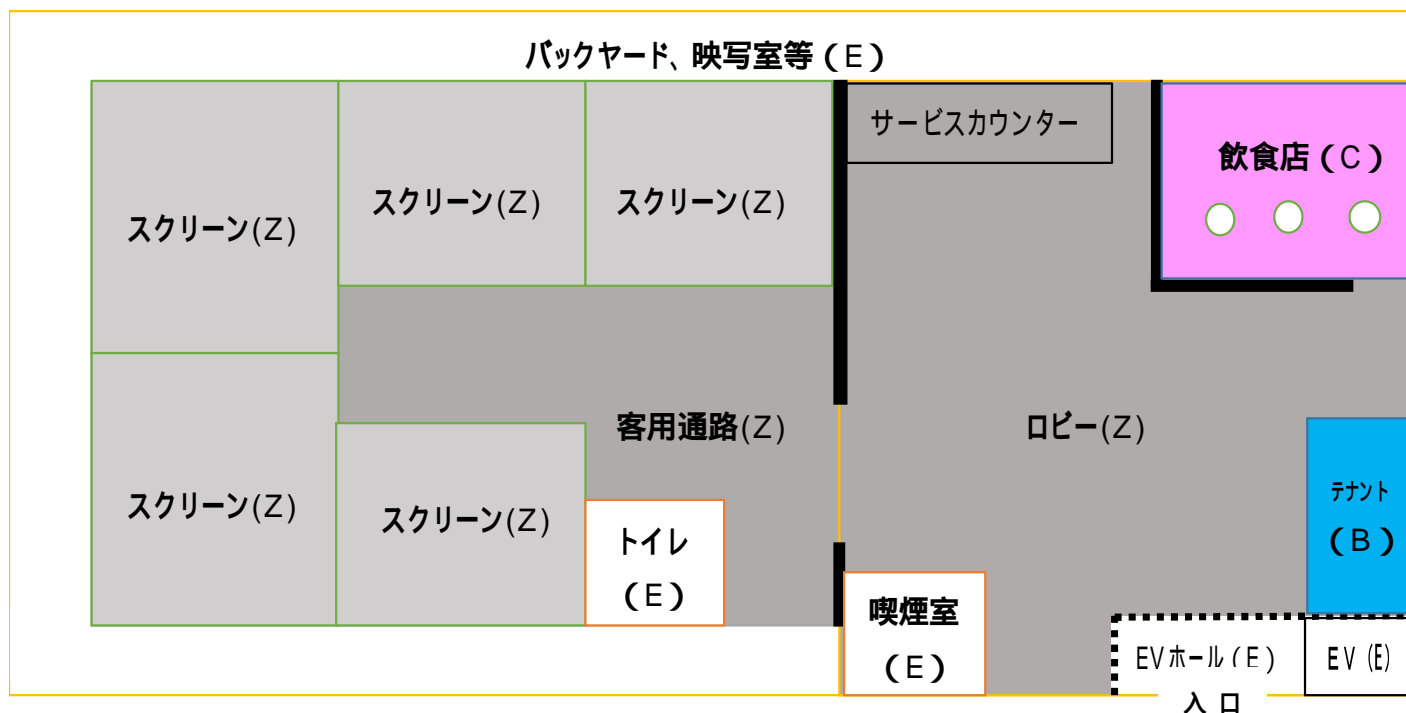 バックヤード、映写室等（E）
サービスカウンター
飲食店（C）
スクリーン(Z)
スクリーン(Z)
スクリーン(Z)
客用通路(Z)
ロビー(Z)
スクリーン(Z)
スクリーン(Z)
トイレ
（E）
テナント
（B）
喫煙室
（E）
EVホール（E）
EV（E）
入口